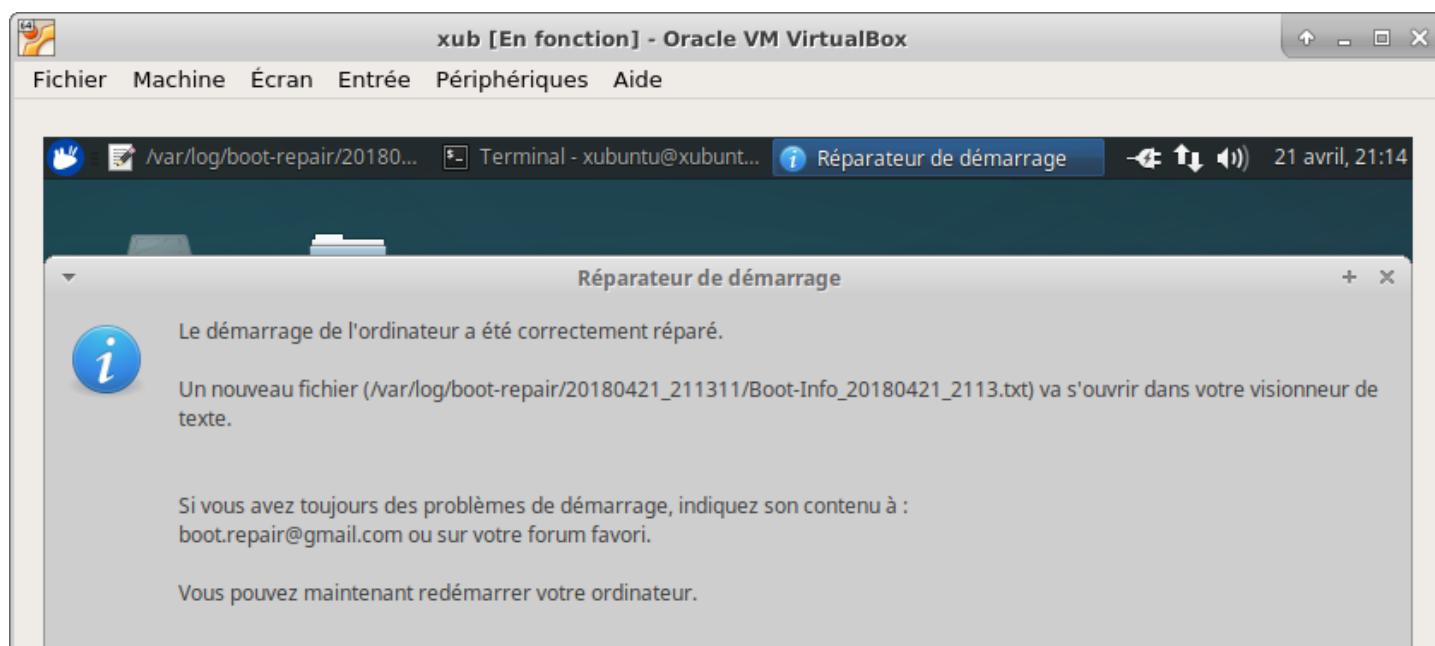 64
xub [En fonction] - Oracle VM VirtualBox
Fichier Machine Écran Entrée Périphériques Aide
/var/log/boot-repair/20180... Terminal - xubuntu@xubunt... Réparateur de démarrage 21 avril, 21:14
Réparateur de démarrage
Le démarrage de l'ordinateur a été correctement réparé.
Un nouveau fichier (/var/log/boot-repair/20180421_211311/Boot-Info_20180421_2113.txt) va s'ouvrir dans votre visionneur de
texte.
Si vous avez toujours des problèmes de démarrage, indiquez son contenu à :
boot.repair@gmail.com ou sur votre forum favori.
Vous pouvez maintenant redémarrer votre ordinateur.